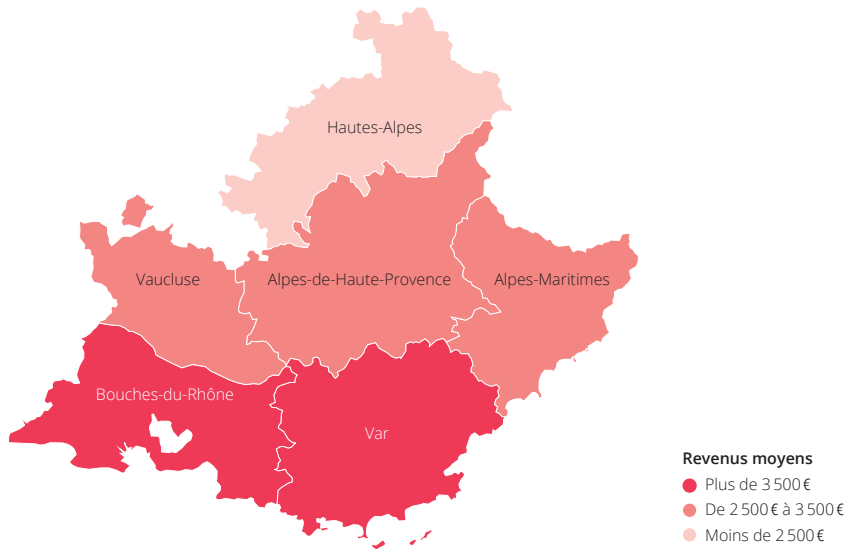 Hautes-Alpes
Vaucluse
Alpes-de-Haute-Provence
Alpes-Maritimes
Bouches-du-Rhône
Var
Revenus moyens
Plus de 3 500 €
De 2 500 € à 3 500 €
Moins de 2 500 €